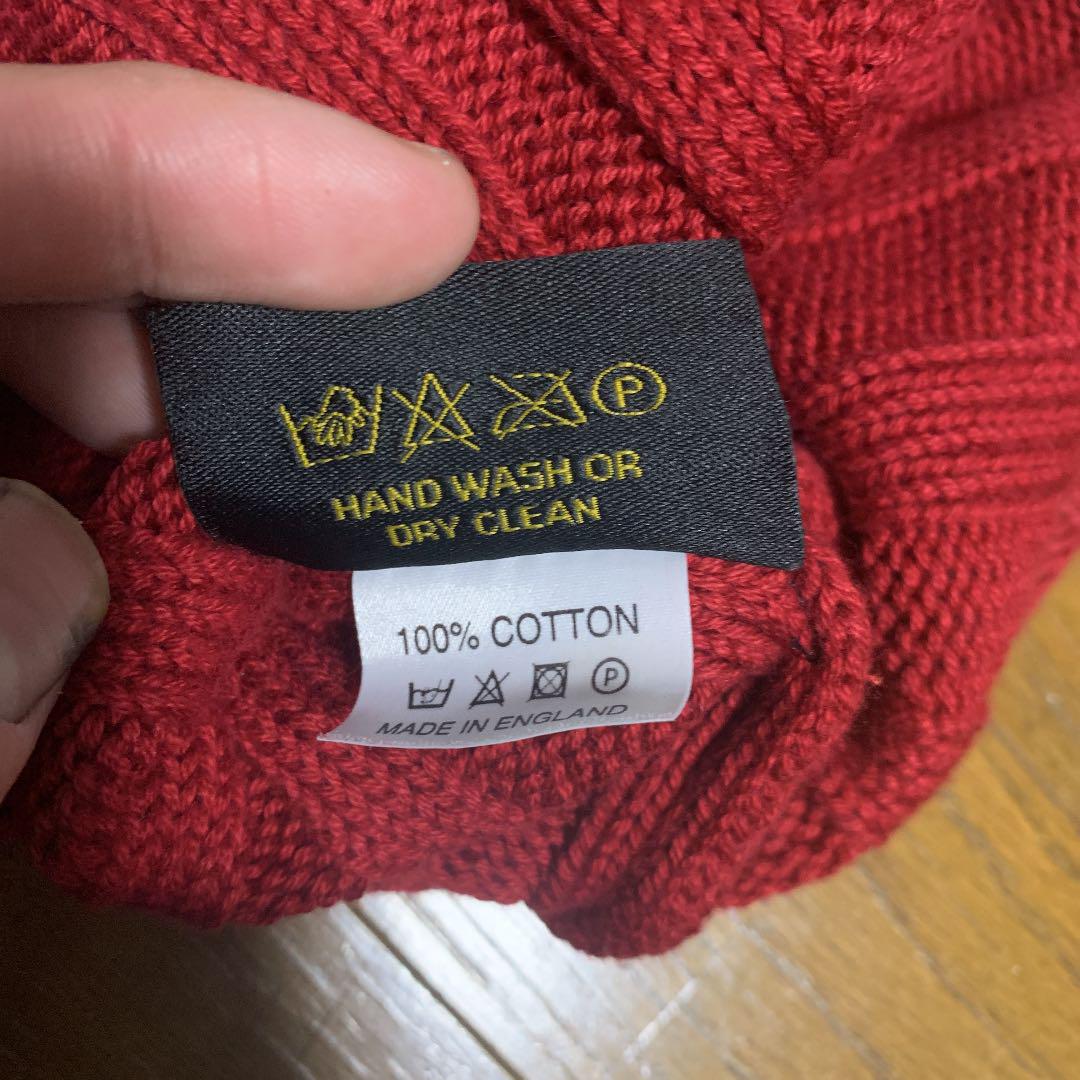 P
HAND WASH OR
DRY CLEAN
100% COTTON
P
MADE IN ENGLAND